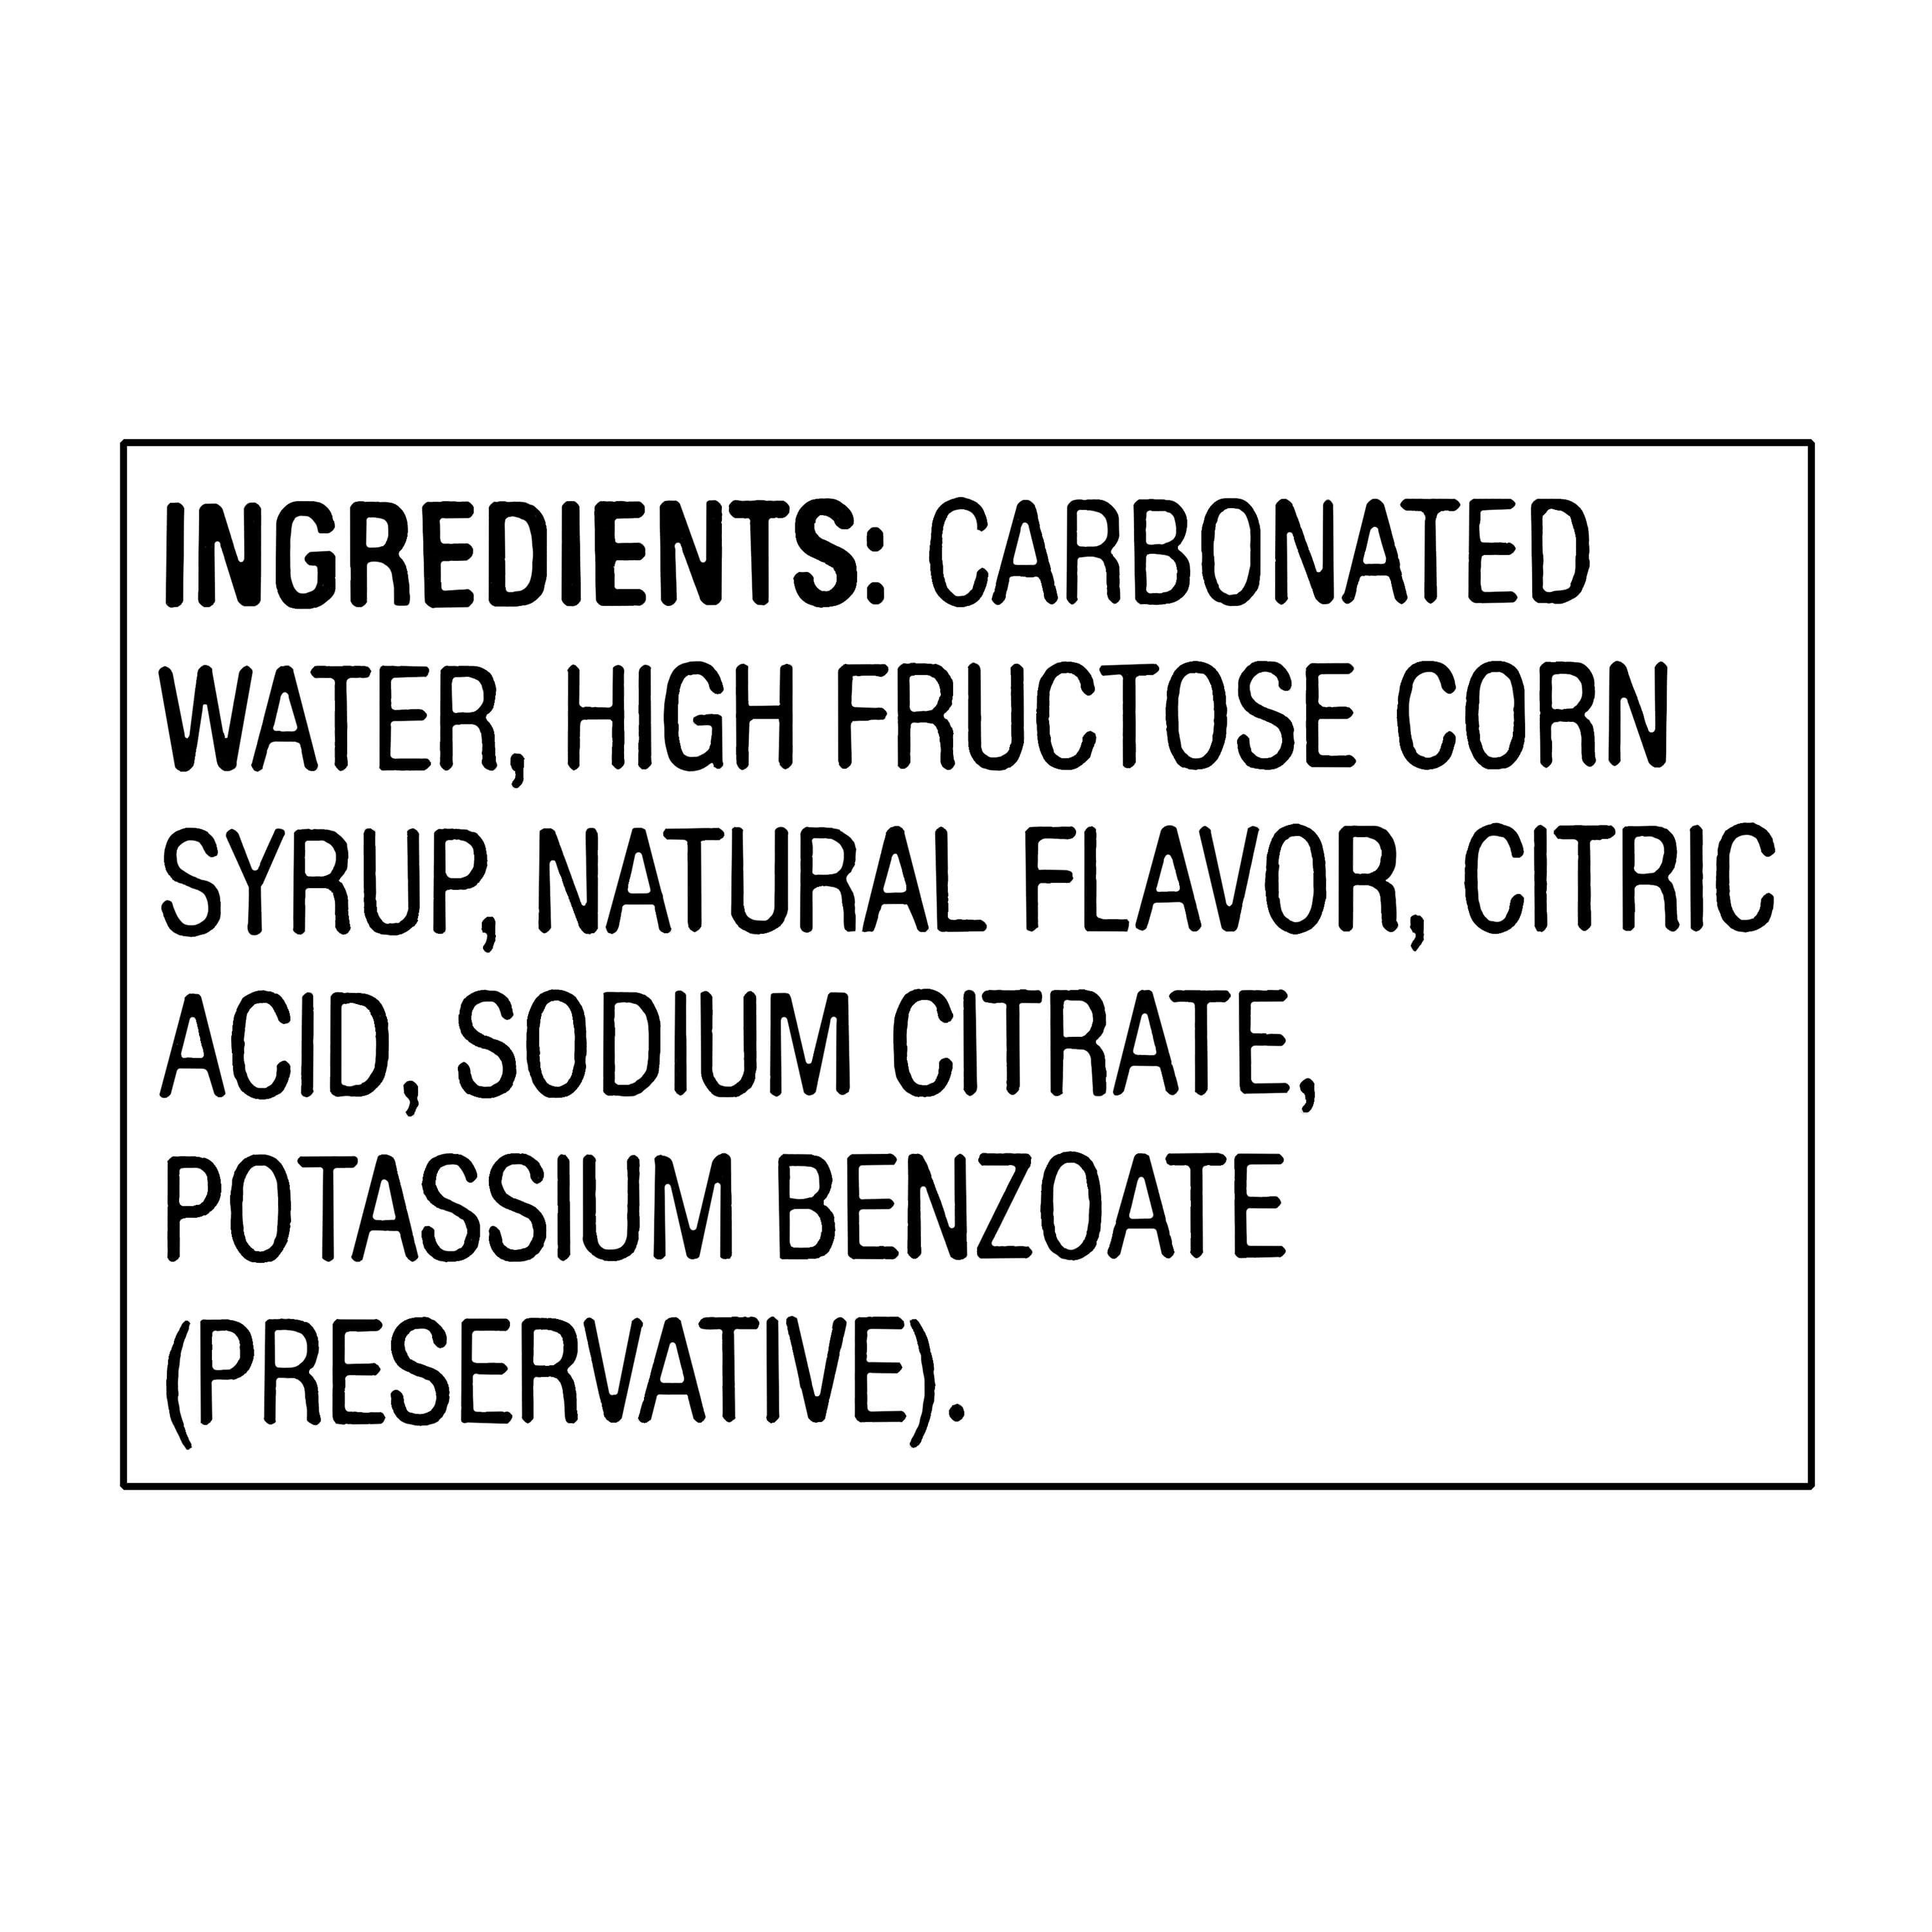 INGREDIENTS: CARBONATED
WATER, HIGH FRUCTOSE CORN
SYRUP, NATURAL FLAVOR, CITRIC
ACID, SODIUM CITRATE,
POTASSIUM BENZOATE
(PRESERVATIVE).